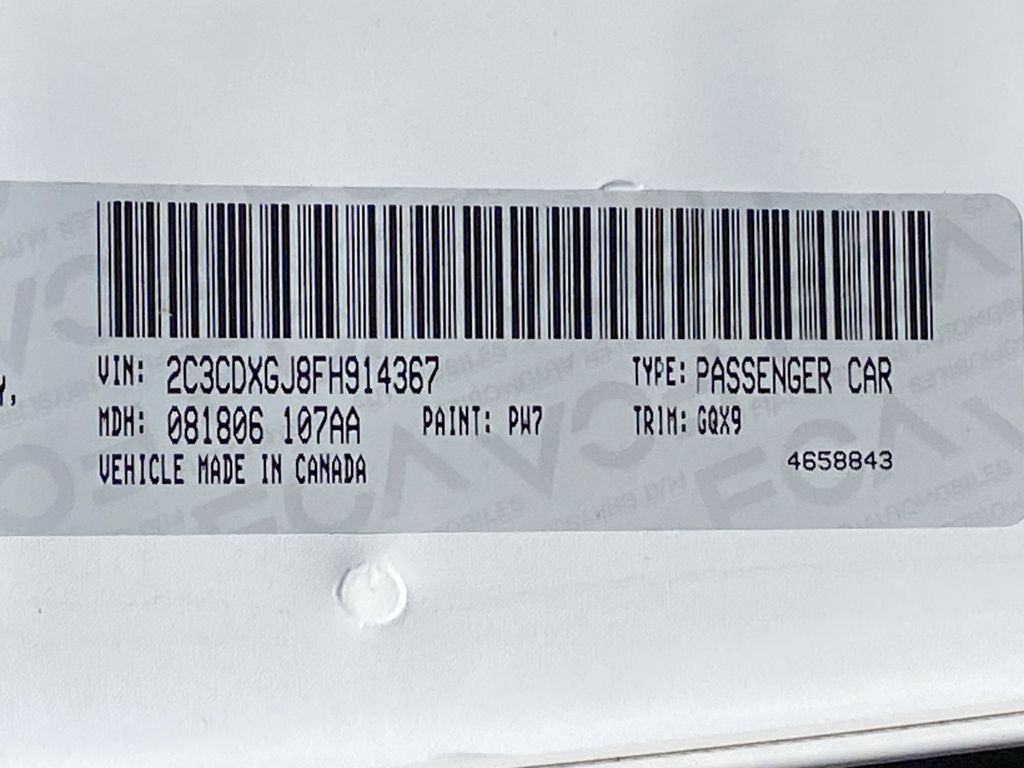 VIN: 2C3CDXGJ8FH914367 TYPE: PASSENGER CAR
Y, MDH: 081806 107AA PAINT: PW7 TRIM: GQX9
VEHICLE MADE IN CANADA 4658843